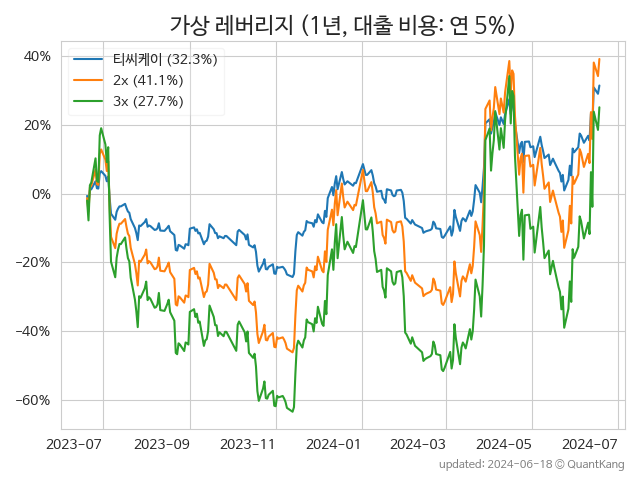 가상 레버리지 (1년, 대출 비용: 연 5%)
티씨케이 (32.3%)
2x (41.1%)
3x (27.7%)
40%
20%
0%
−20%
−40%
−60%
2023-07
2023-09
2023-11
2024-01
2024-03
2024-05
2024-07
updated: 2024-06-18 © QuantKang